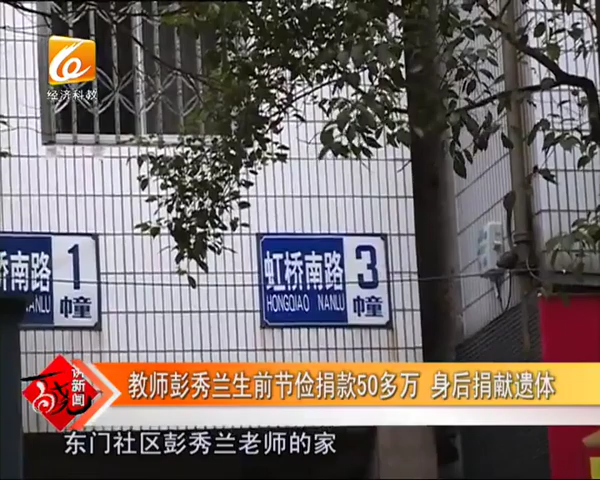 经济科教
桥南路
NANLU
1
幢
虹桥南路
HONGQIAO NANLU
3
幢
讲新闻
教师彭秀兰生前节俭捐款50多万 身后捐献遗体
东门社区彭秀兰老师的家